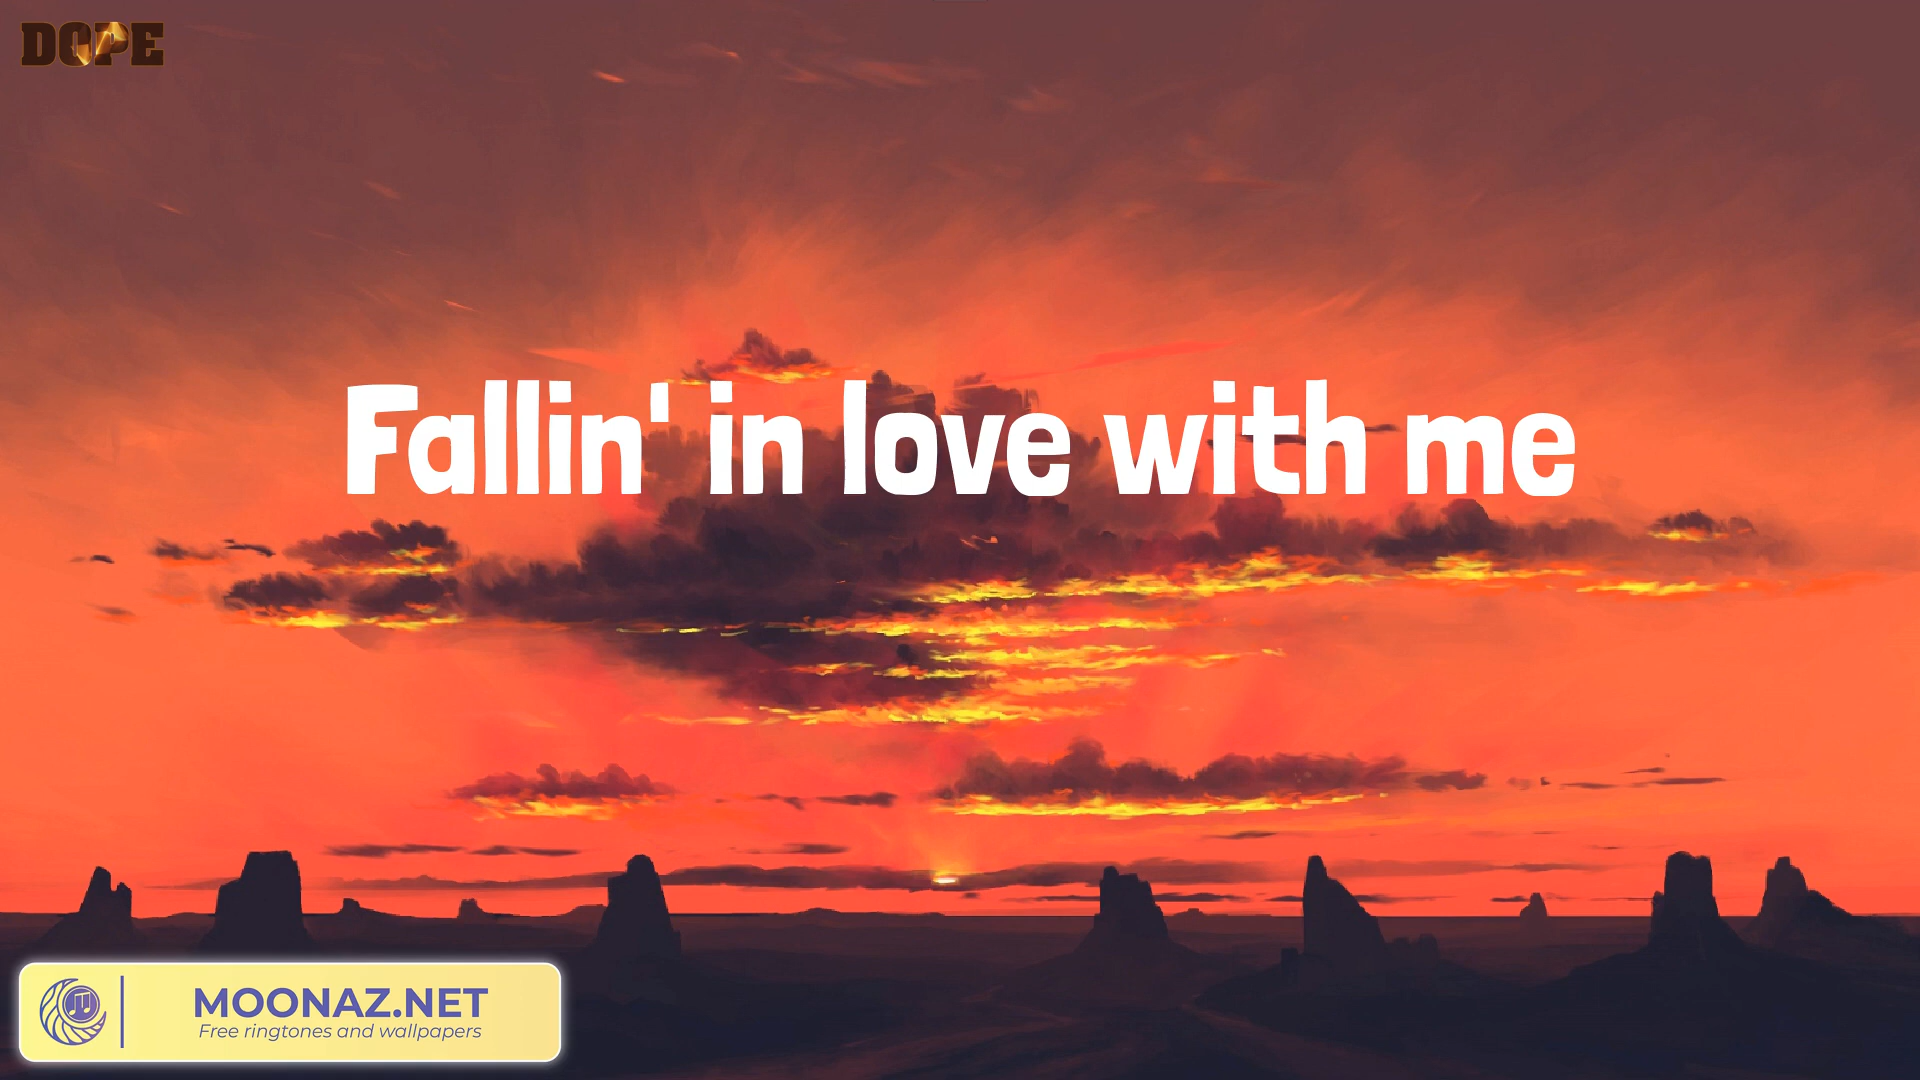 DOPE
Fallin' in love with me
MOONAZ.NET
Free ringtones and wallpapers